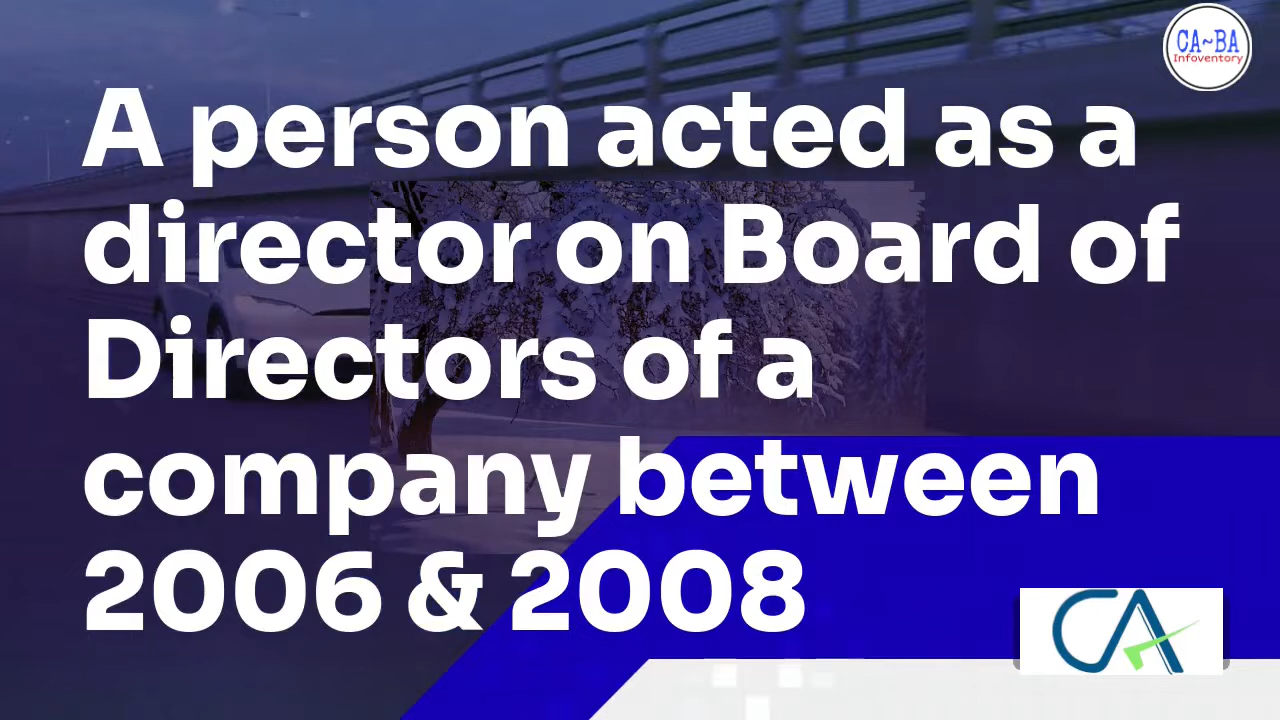 CA~BA
Infoventory
A person acted as a
director on Board of
Directors of a
company between
2006 & 2008
CA